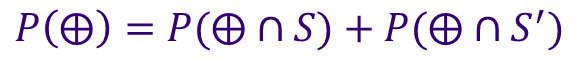 P(⊕) = P(⊕ ∩ S) + P(⊕ ∩ S′)